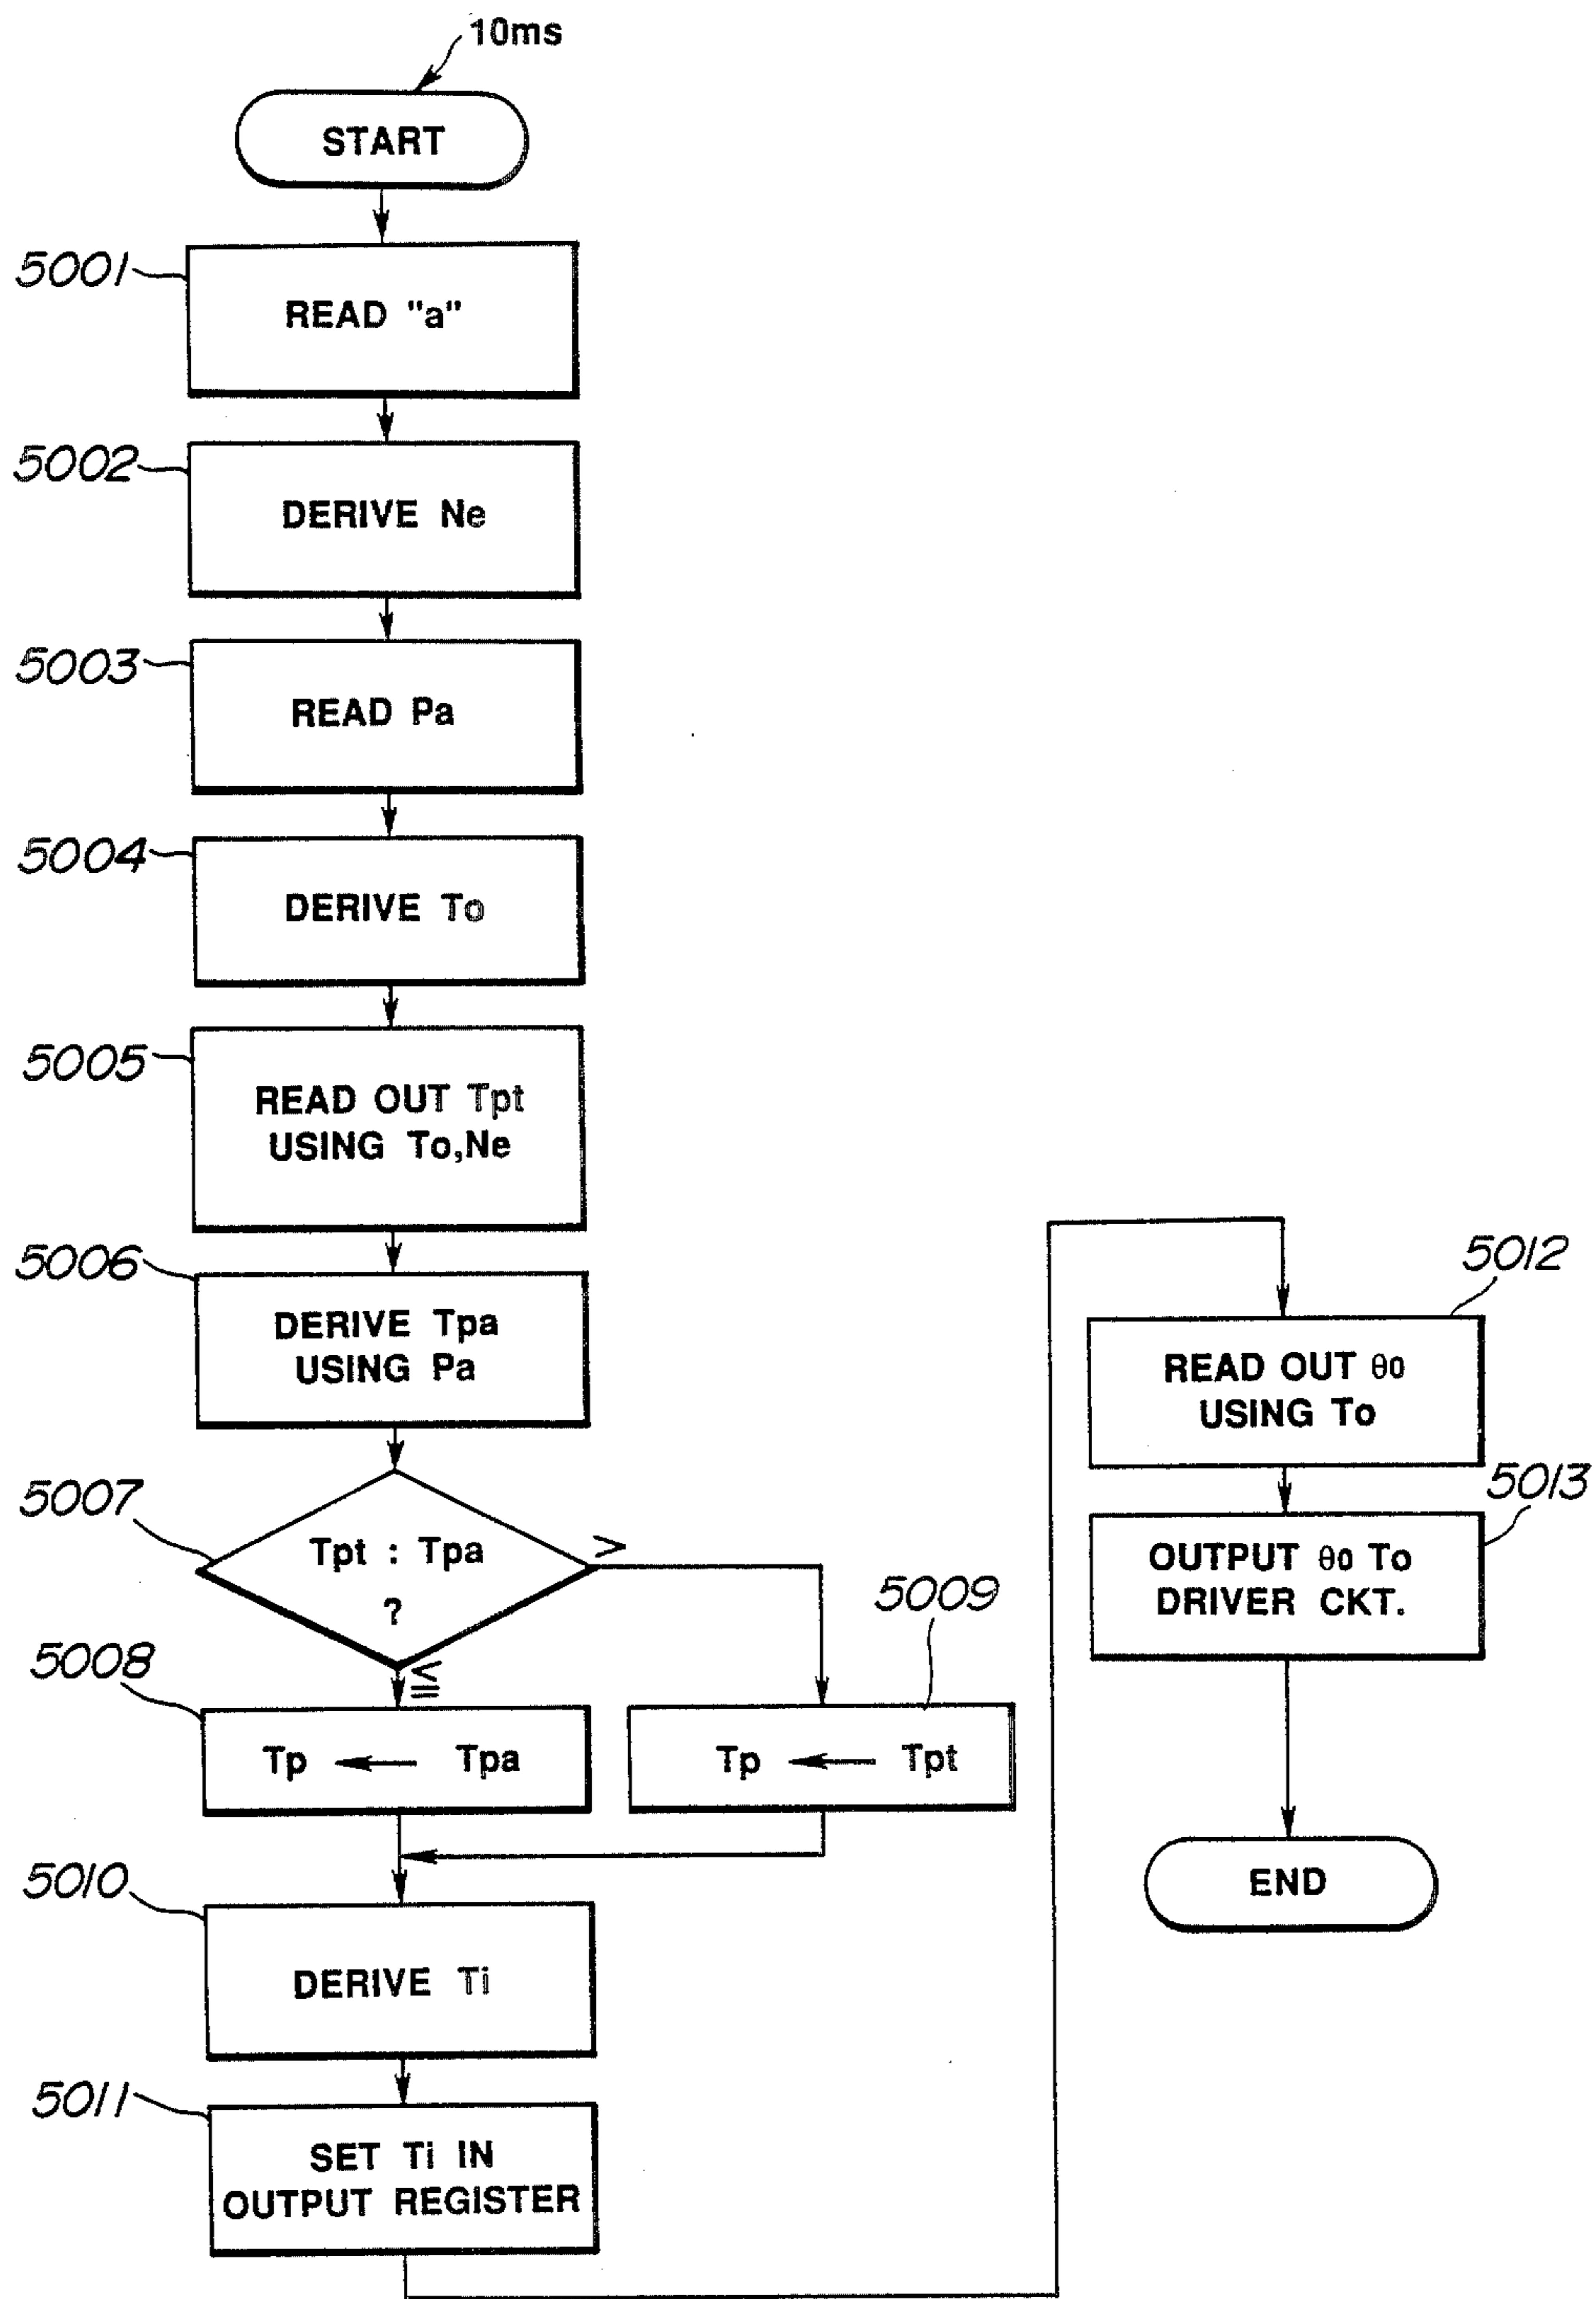 10ms
START
5001
READ "a"
5002
DERIVE Ne
5003
READ Pa
5004
DERIVE To
5005
READ OUT Tpt
USING To,Ne
5006
DERIVE Tpa
USING Pa
5007
Tpt : Tpa
?
>
≦
5008
Tp ← Tpa
5009
Tp ← Tpt
5010
DERIVE Ti
5011
SET Ti IN
OUTPUT REGISTER
5012
READ OUT θo
USING To
5013
OUTPUT θo To
DRIVER CKT.
END